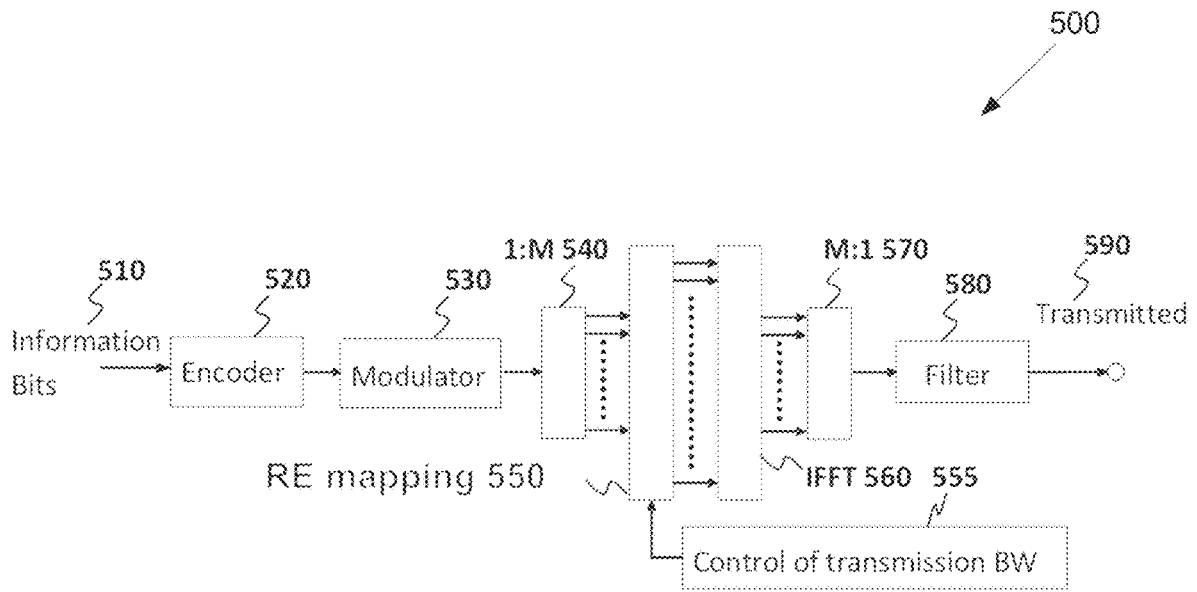 500
1:M 540
M:1 570
590
510
520
530
580
Transmitted
Information
Bits
Encoder
Modulator
Filter
RE mapping 550
IFFT 560
555
Control of transmission BW